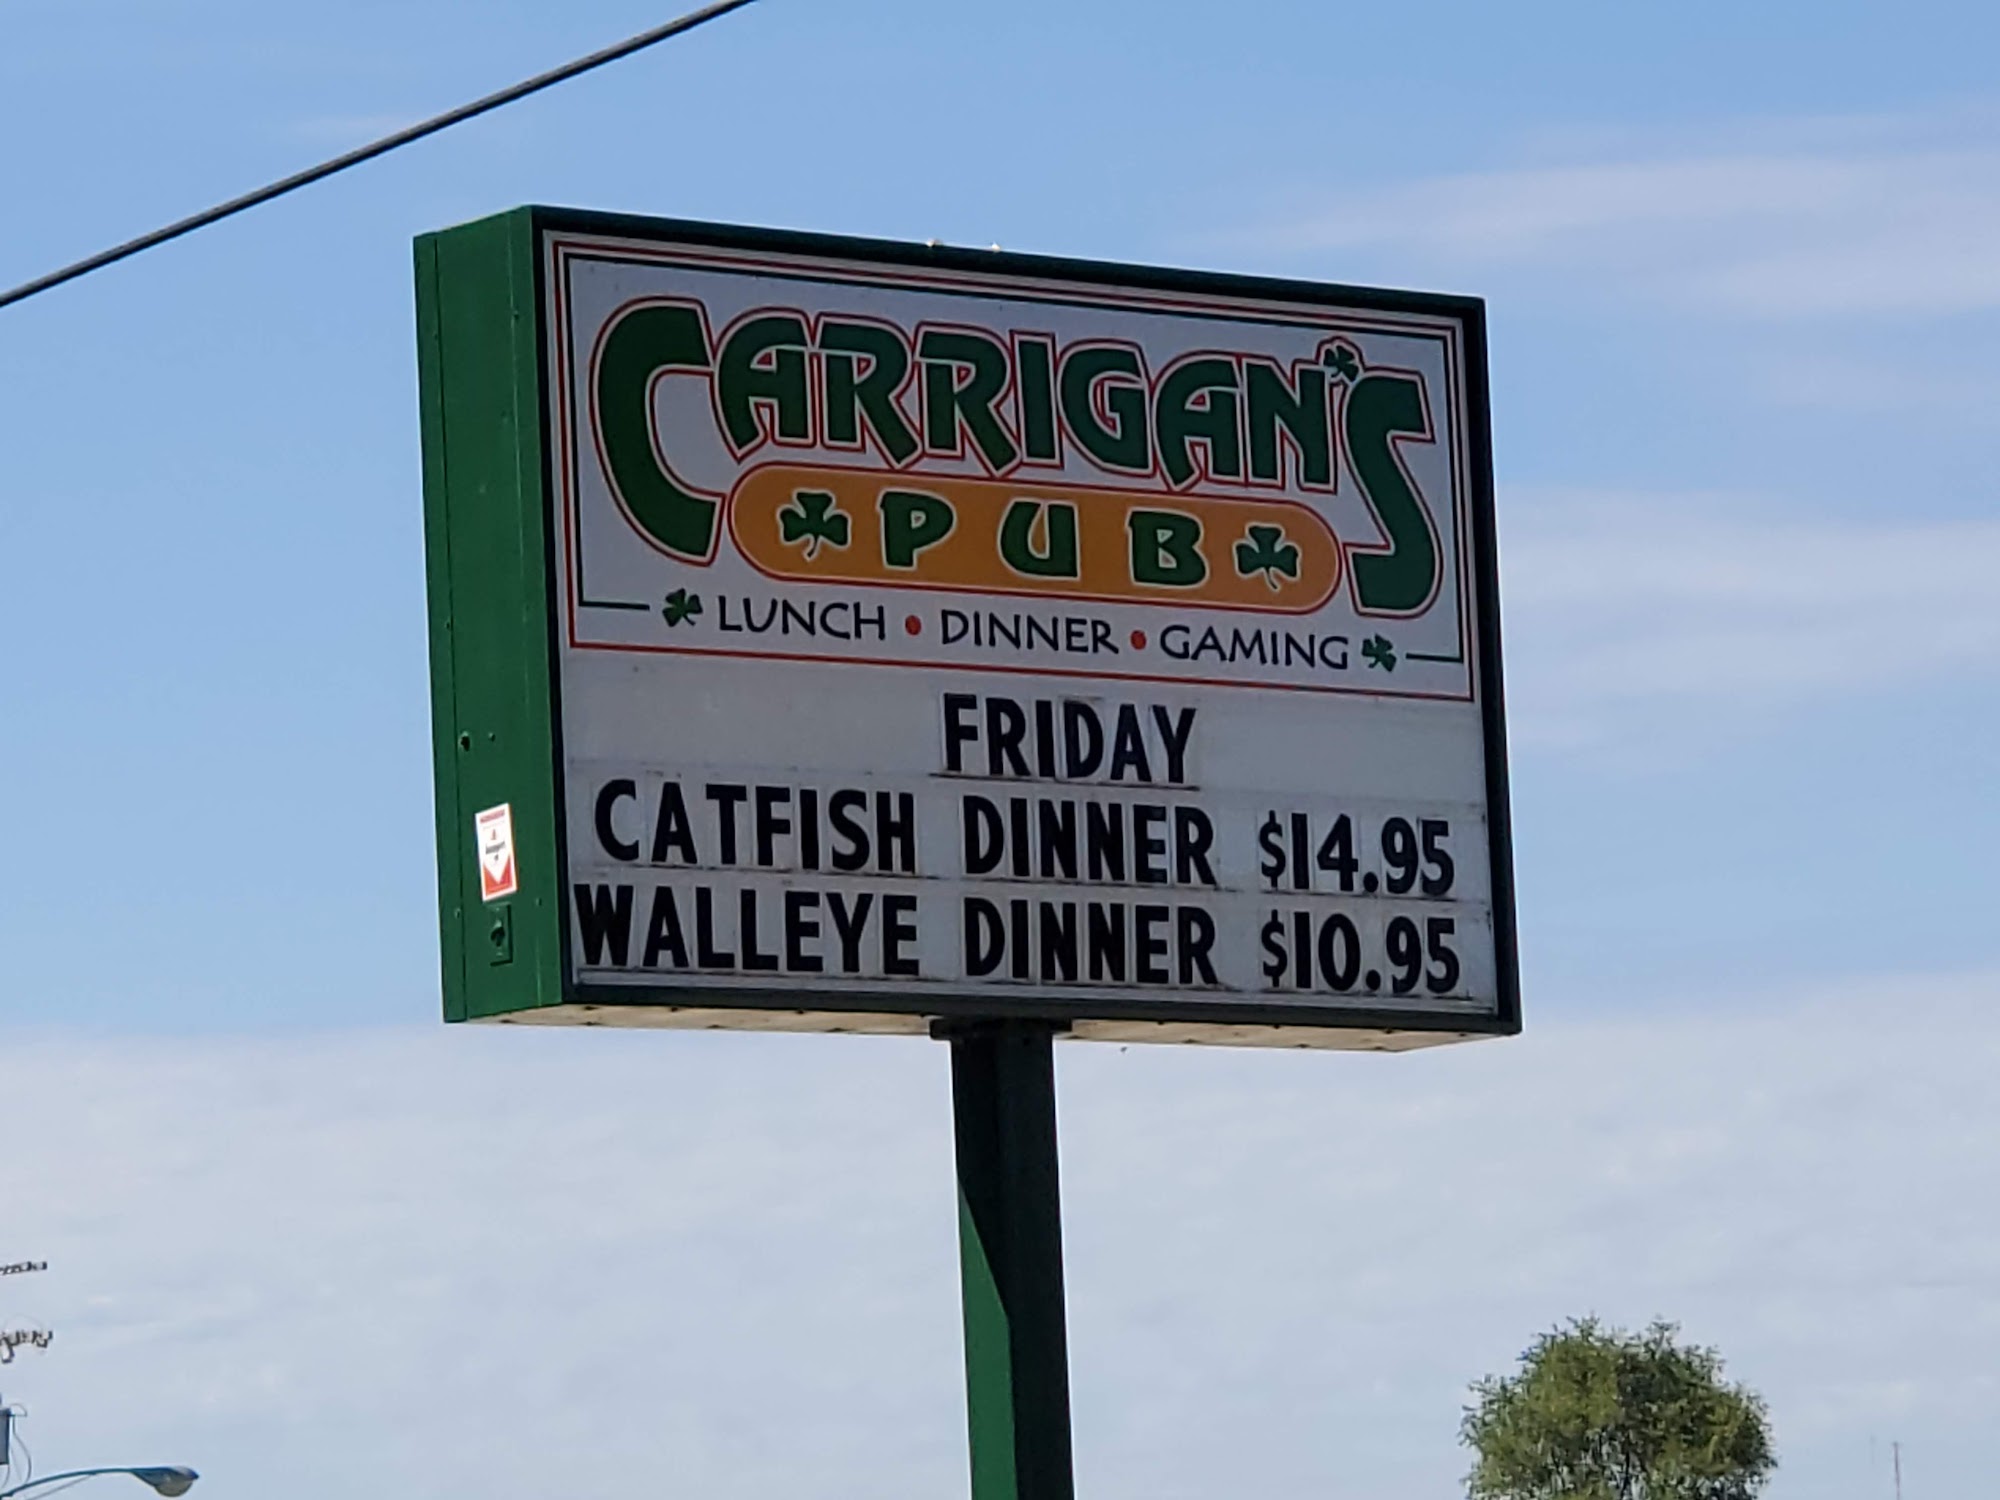 CARRIGAN'S
PUB
LUNCH • DINNER • GAMING
FRIDAY
CATFISH DINNER $14.95
WALLEYE DINNER $10.95